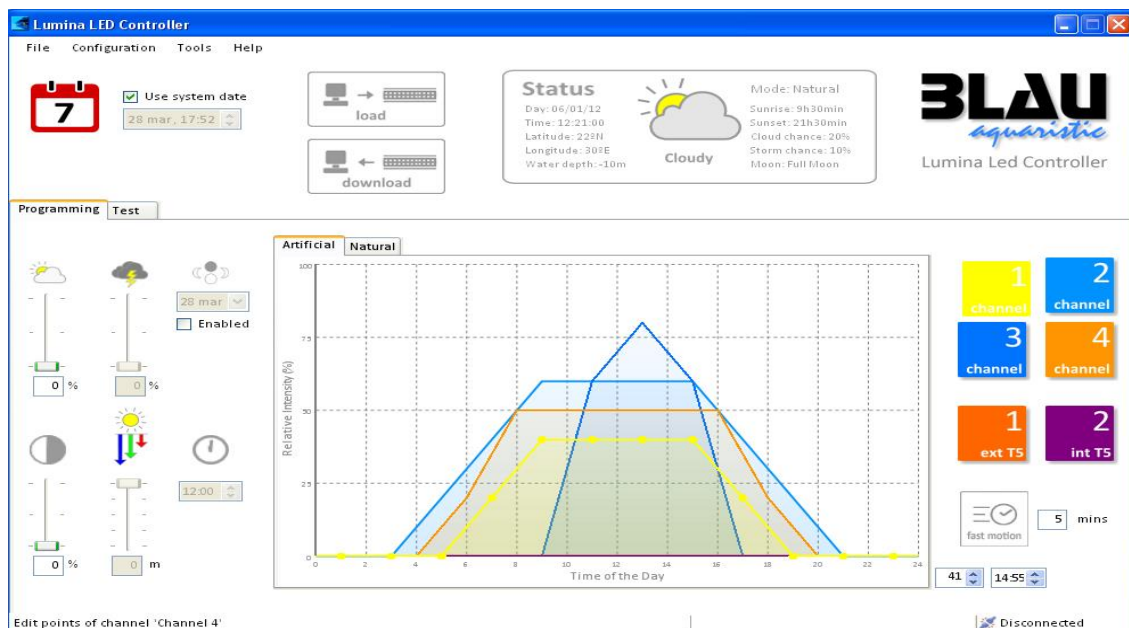 Lumina LED Controller
File Configuration Tools Help
7
Use system date
28 mar, 17:52
load
download
Status
Day: 06/01/12
Time: 12:21:00
Latitude: 22ºN
Longitude: 30ºE
Water depth: -10m
Cloudy
Mode: Natural
Sunrise: 9h30min
Sunset: 21h30min
Cloud chance: 20%
Storm chance: 10%
Moon: Full Moon
BLAU
aquaristic
Lumina Led Controller
Programming Test
28 mar
Enabled
0 %
0 %
12:00
0 %
0 m
Artificial Natural
Relative Intensity (%)
100
75
50
25
0
0 2 4 6 8 10 12 14 16 18 20 22 24
Time of the Day
1 channel
2 channel
3 channel
4 channel
1 ext T5
2 int T5
fast motion
5 mins
41 14:55
Edit points of channel 'Channel 4'
Disconnected